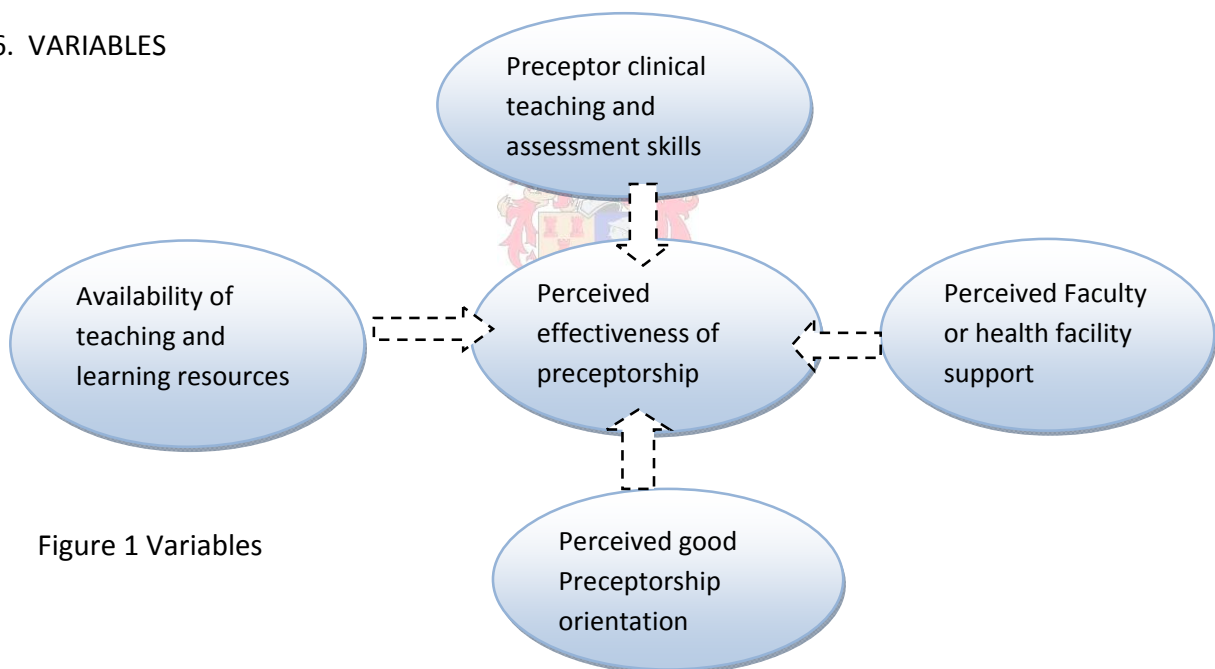 6. VARIABLES
Preceptor clinical
teaching and
assessment skills
Availability of
teaching and
learning resources
Perceived
effectiveness of
preceptorship
Perceived Faculty
or health facility
support
Perceived good
Preceptorship
orientation
Figure 1 Variables